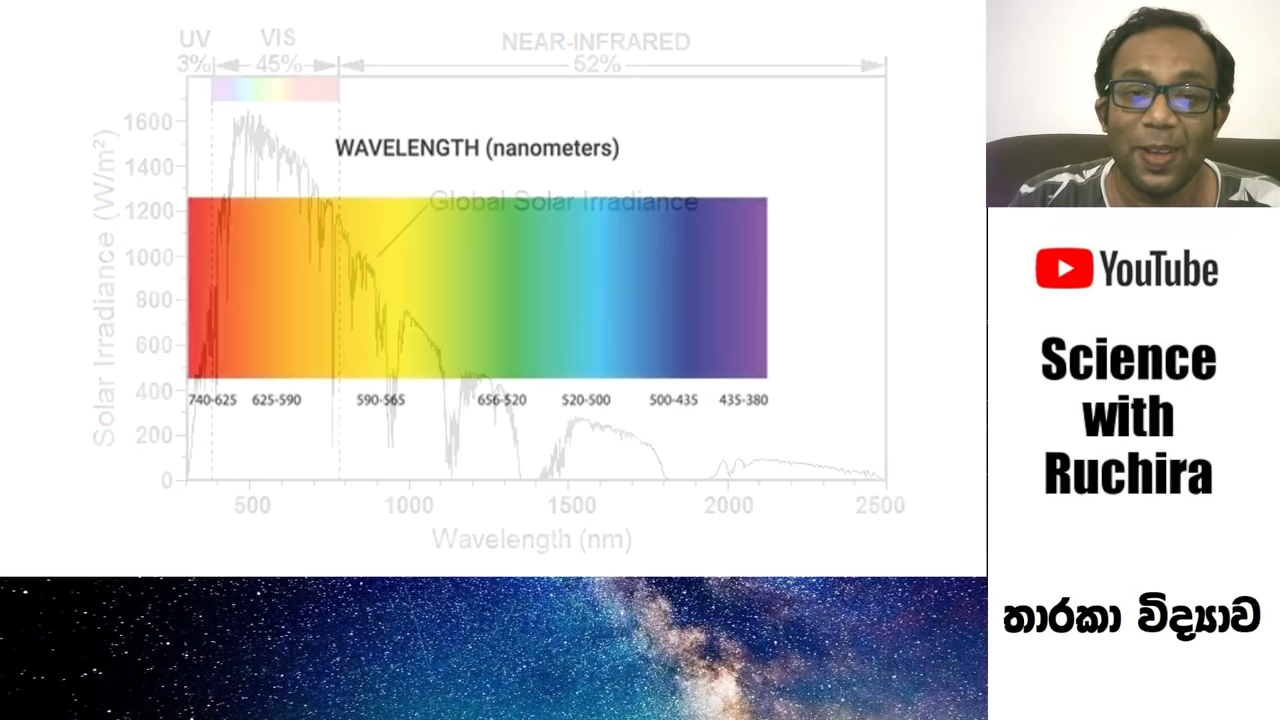 UV VIS NEAR-INFRARED
3% 45% 52%
1600
WAVELENGTH (nanometers)
1400
Global Solar Irradiance
1200
1000
800
600
400
200
0
Solar Irradiance (W/m²)
740-625 625-590 590-565 656-520 520-500 500-435 435-380
500 1000 1500 2000 2500
Wavelength (nm)
YouTube
Science
with
Ruchira
තාරකා විද්‍යාව